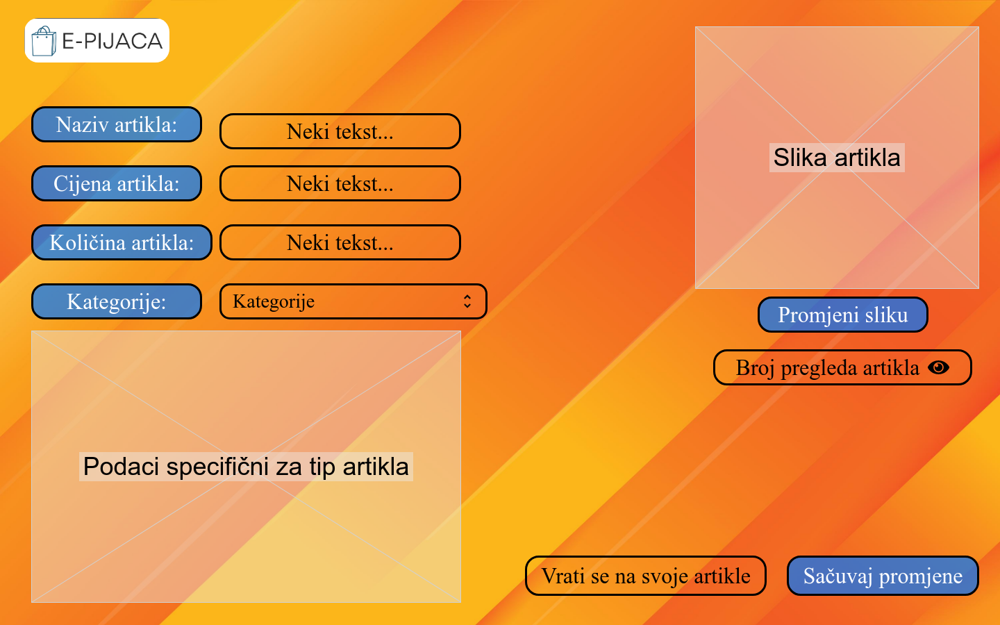 E-PIJACA
Naziv artikla:
Neki tekst...
Cijena artikla:
Neki tekst...
Količina artikla:
Neki tekst...
Kategorije:
Kategorije
Podaci specifični za tip artikla
Slika artikla
Promjeni sliku
Broj pregleda artikla
Vrati se na svoje artikle
Sačuvaj promjene